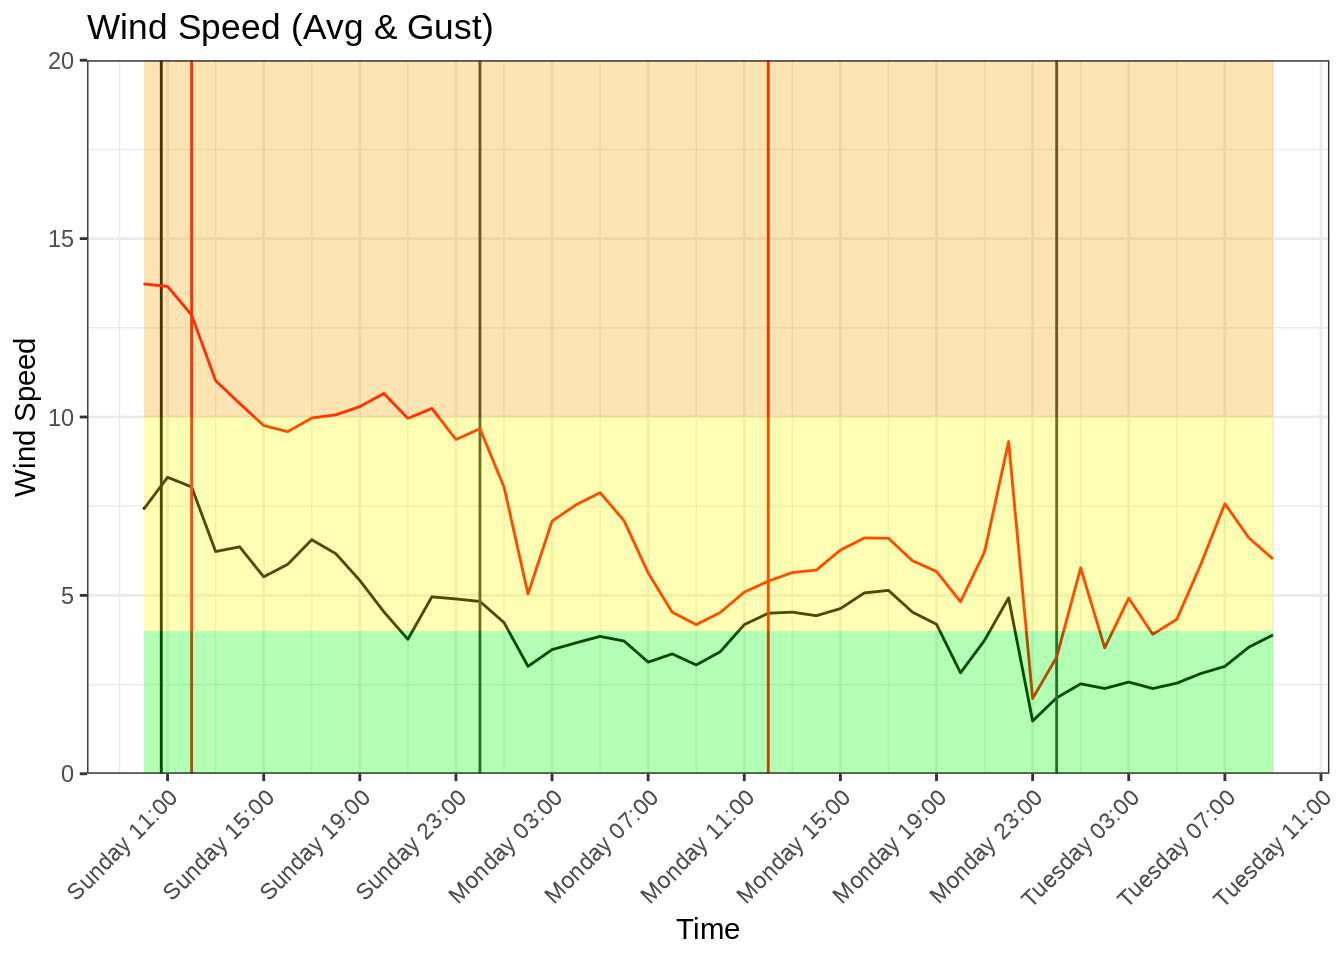 Wind Speed (Avg & Gust)
20
15
10
5
0
Wind Speed
Sunday 11:00
Sunday 15:00
Sunday 19:00
Sunday 23:00
Monday 03:00
Monday 07:00
Monday 11:00
Monday 15:00
Monday 19:00
Monday 23:00
Tuesday 03:00
Tuesday 07:00
Tuesday 11:00
Time